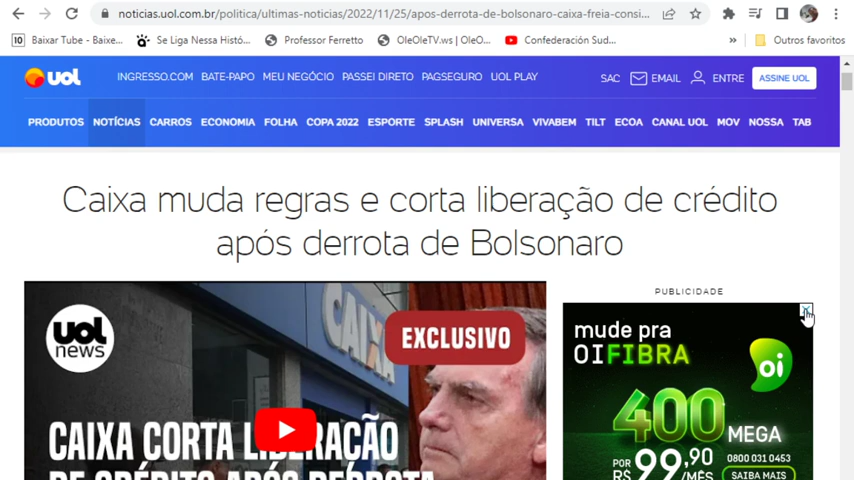 noticias.uol.com.br/politica/ultimas-noticias/2022/11/25/apos-derrota-de-bolsonaro-caixa-freia-consi...
10 Baixar Tube - Baixe... Se Liga Nessa Histó... Professor Ferretto OleOleTV.ws | OleO... Confederación Sud... » Outros favoritos
UOL INGRESSO.COM BATE-PAPO MEU NEGÓCIO PASSEI DIRETO PAGSEGURO UOL PLAY SAC EMAIL ENTRE ASSINE UOL
PRODUTOS NOTÍCIAS CARROS ECONOMIA FOLHA COPA 2022 ESPORTE SPLASH UNIVERSA VIVABEM TILT ECOA CANAL UOL MOV NOSSA TAB
Caixa muda regras e corta liberação de crédito
após derrota de Bolsonaro
UOL
news
CAIXA
EXCLUSIVO
CAIXA CORTA LIBERAÇÃO
DE CRÉDITO APÓS DERROTA
PUBLICIDADE
mude pra
OI FIBRA
oi
400
MEGA
POR
R$ 99,90
/MÊS
0800 031 0453
SAIBA MAIS